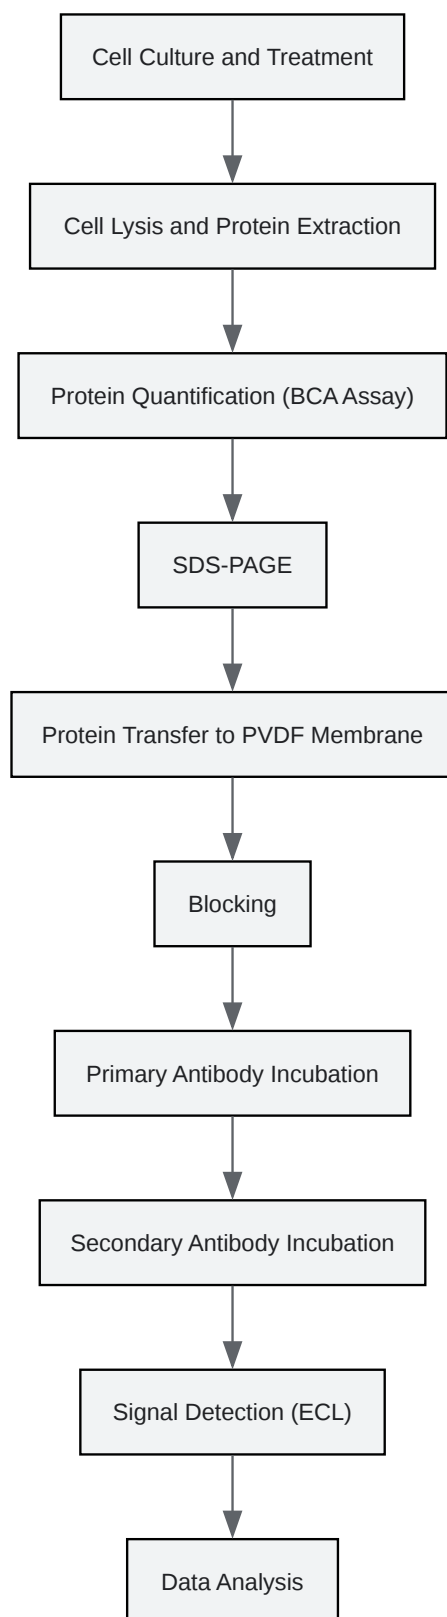 Cell Culture and Treatment
Cell Lysis and Protein Extraction
Protein Quantification (BCA Assay)
SDS-PAGE
Protein Transfer to PVDF Membrane
Blocking
Primary Antibody Incubation
Secondary Antibody Incubation
Signal Detection (ECL)
Data Analysis